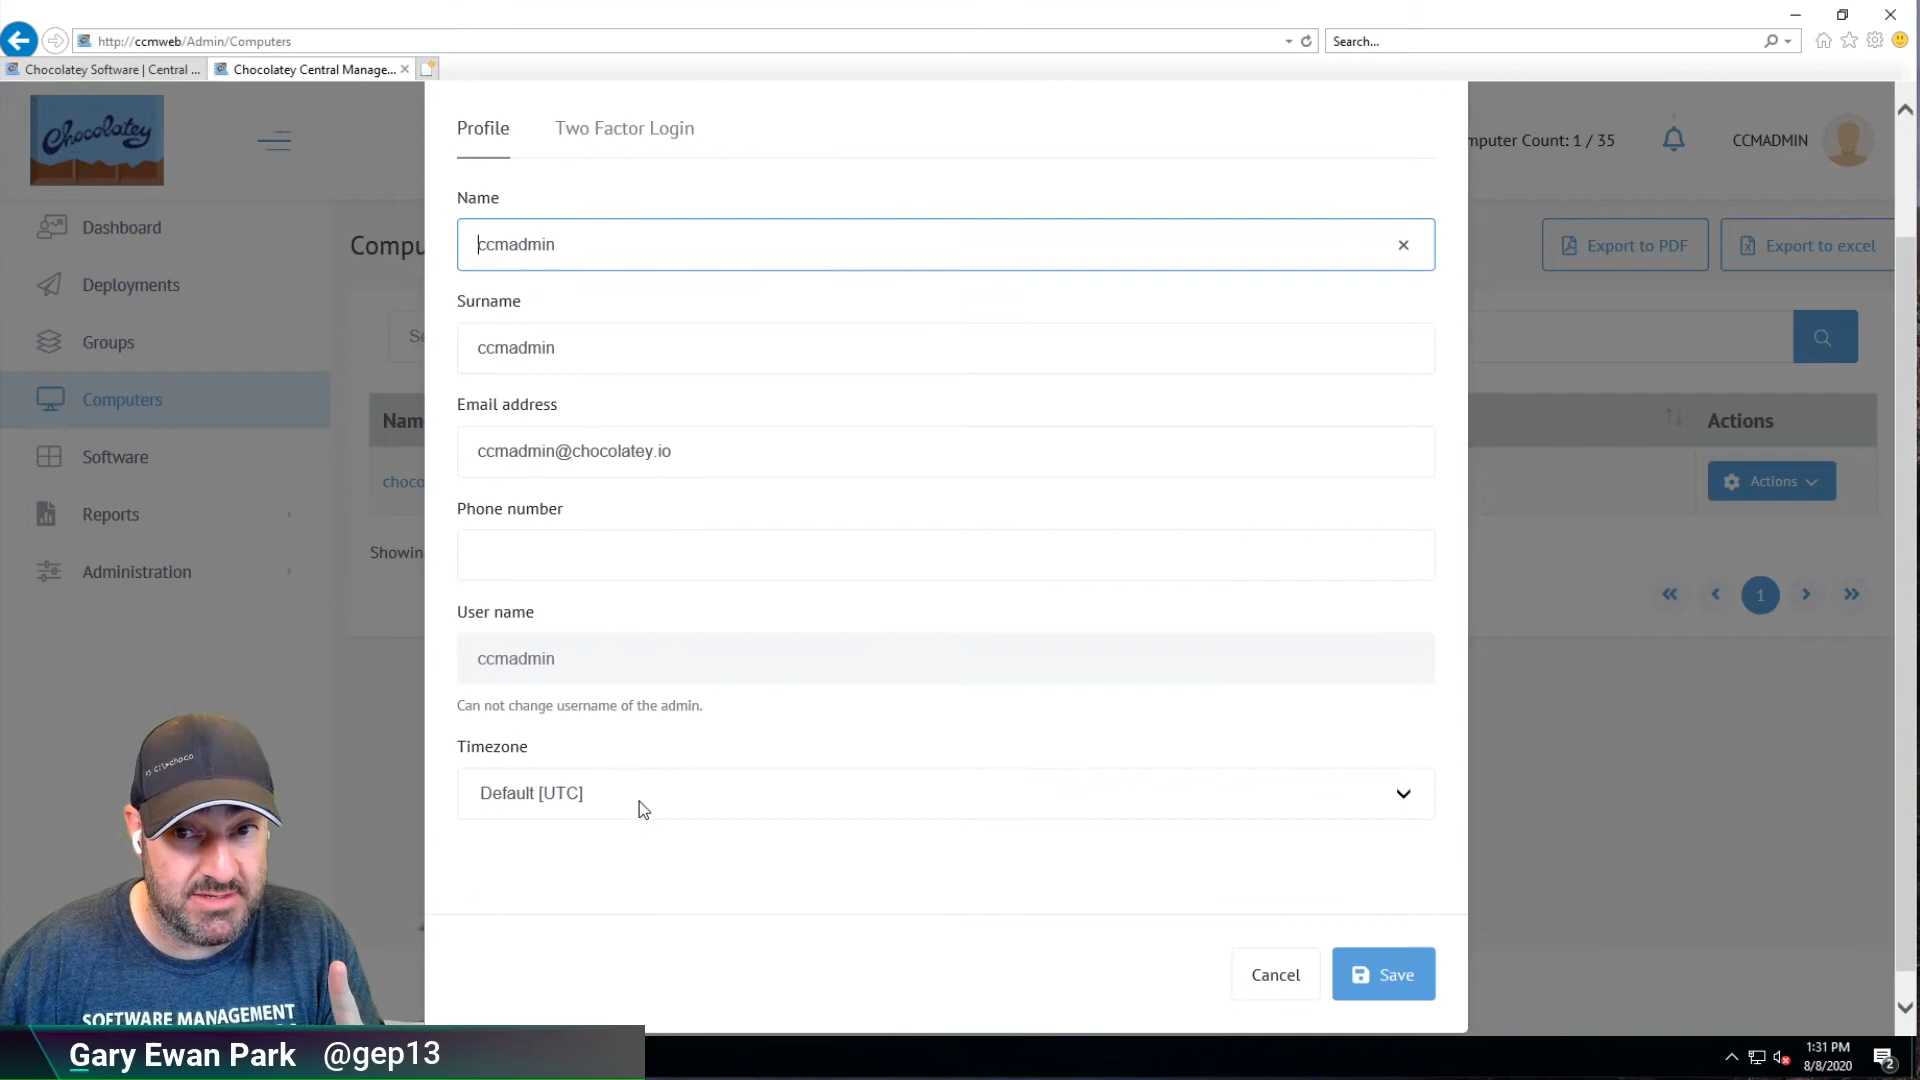 http://ccmweb/Admin/Computers
Search...
Chocolatey Software | Central ...
Chocolatey Central Manage...
Chocolatey
mputer Count: 1 / 35
CCMADMIN
Dashboard
Deployments
Groups
Computers
Software
Reports
Administration
Compu
Export to PDF
Export to excel
Se
Nam
Actions
choco
Actions
Showin
1
Profile
Two Factor Login
Name
ccmadmin
Surname
ccmadmin
Email address
ccmadmin@chocolatey.io
Phone number
User name
ccmadmin
Can not change username of the admin.
Timezone
Default [UTC]
Cancel
Save
PS C:\>choco
SOFTWARE MANAGEMENT
Gary Ewan Park @gep13
1:31 PM
8/8/2020
2